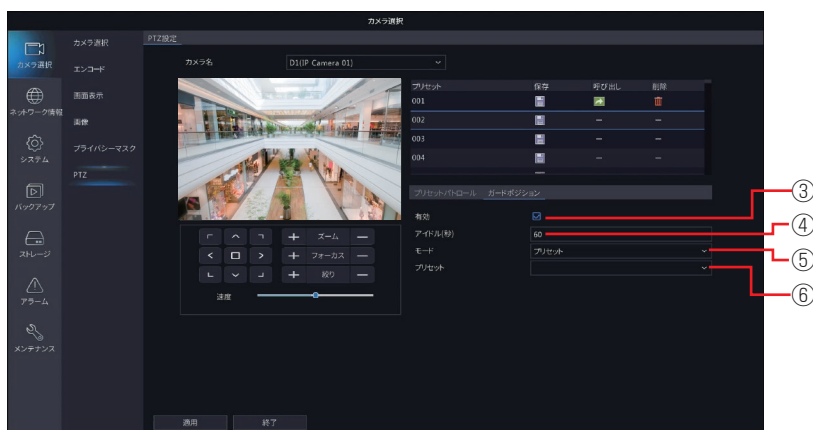 カメラ選択
カメラ選択
ネットワーク情報
システム
バックアップ
ストレージ
アラーム
メンテナンス
カメラ選択
エンコード
画面表示
画像
プライバシーマスク
PTZ
PTZ設定
カメラ名 D1(IP Camera 01)
プリセット 保存 呼び出し 削除
001
002 – –
003 – –
004 – –
プリセットパトロール ガードポジション
有効
アイドル(秒) 60
モード プリセット
プリセット
ズーム
フォーカス
絞り
速度
適用 終了
③
④
⑤
⑥